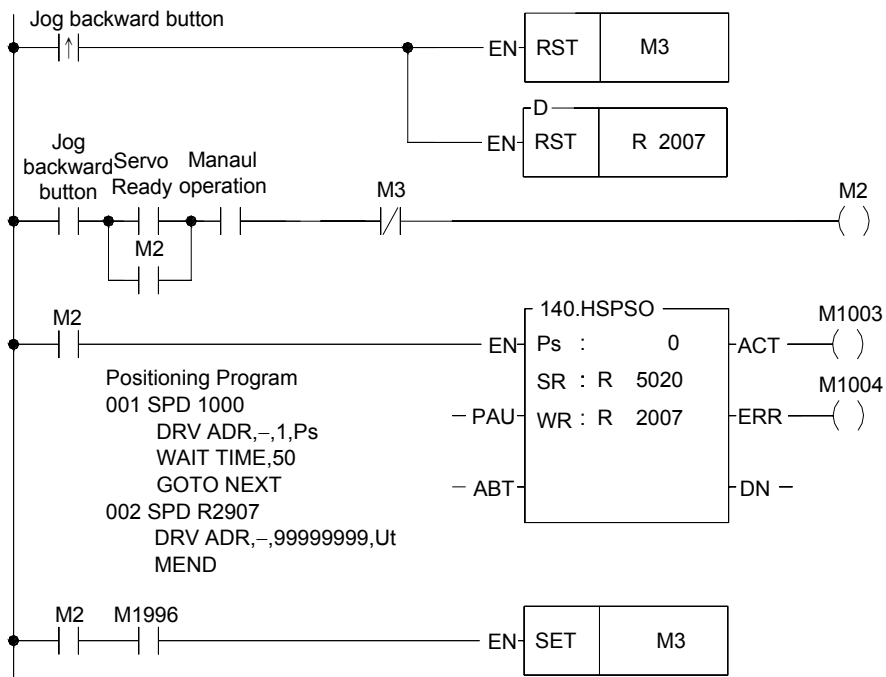 Jog backward button
EN RST M3
D
EN RST R 2007
Jog
backward
button
Servo
Ready
Manaul
operation
M3
M2
M2
M2
EN
140.HSPSO
Ps : 0
SR : R 5020
WR : R 2007
PAU
ABT
ACT
ERR
DN
M1003
M1004
Positioning Program
001 SPD 1000
DRV ADR,−,1,Ps
WAIT TIME,50
GOTO NEXT
002 SPD R2907
DRV ADR,−,99999999,Ut
MEND
M2 M1996
EN SET M3